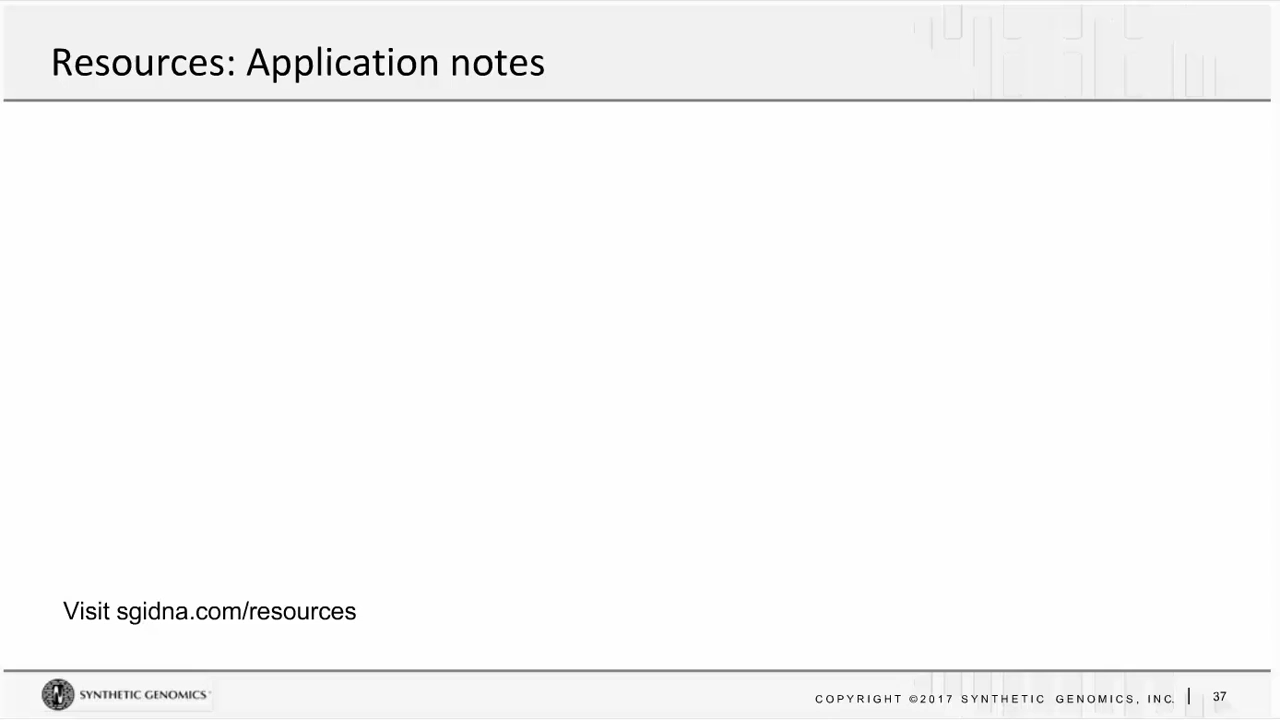 Resources: Application notes
Visit sgidna.com/resources
SYNTHETIC GENOMICS
COPYRIGHT ©2017 SYNTHETIC GENOMICS, INC. | 37